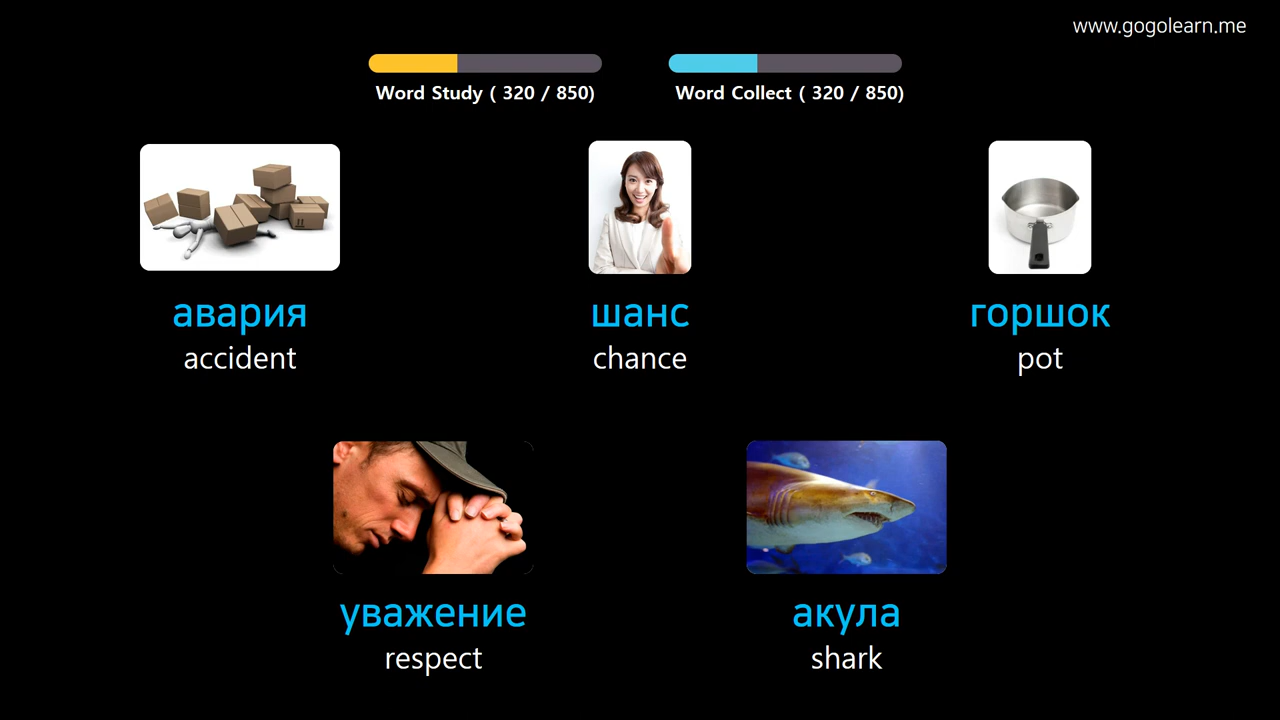 www.gogolearn.me
Word Study ( 320 / 850)
Word Collect ( 320 / 850)
авария
accident
шанс
chance
горшок
pot
уважение
respect
акула
shark